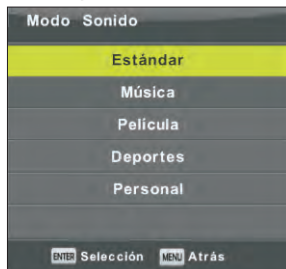 Modo Sonido
Estándar
Música
Película
Deportes
Personal
ENTER Selección MENU Atrás